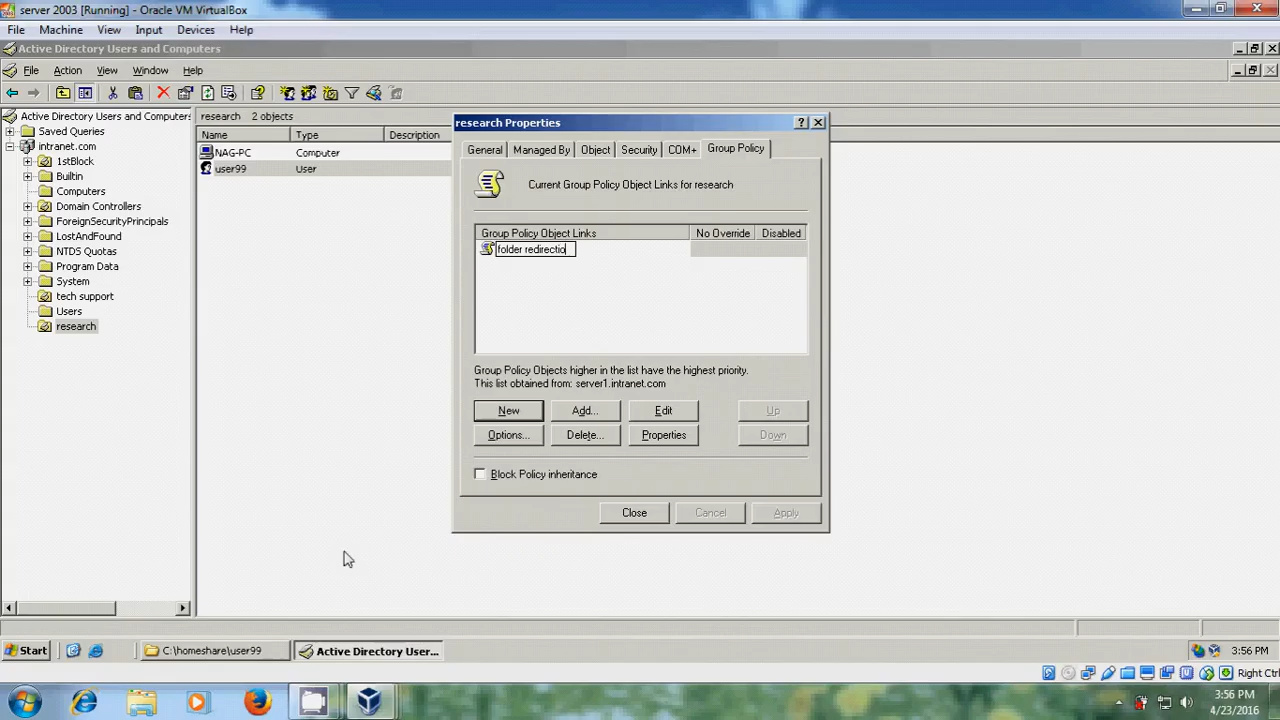 server 2003 [Running] - Oracle VM VirtualBox
File Machine View Input Devices Help
Active Directory Users and Computers
File Action View Window Help
Active Directory Users and Computers
Saved Queries
intranet.com
1stBlock
Builtin
Computers
Domain Controllers
ForeignSecurityPrincipals
LostAndFound
NTDS Quotas
Program Data
System
tech support
Users
research
research 2 objects
Name Type Description
NAG-PC Computer
user99 User
research Properties
General Managed By Object Security COM+ Group Policy
Current Group Policy Object Links for research
Group Policy Object Links No Override Disabled
folder redirectio
Group Policy Objects higher in the list have the highest priority.
This list obtained from: server1.intranet.com
New Add... Edit Up
Options... Delete... Properties Down
Block Policy inheritance
Close Cancel Apply
Start C:\homeshare\user99 Active Directory User... 3:56 PM
Right Ctrl
3:56 PM
4/23/2016